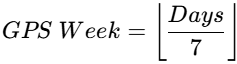 GPS Week = ⌊Days/7⌋